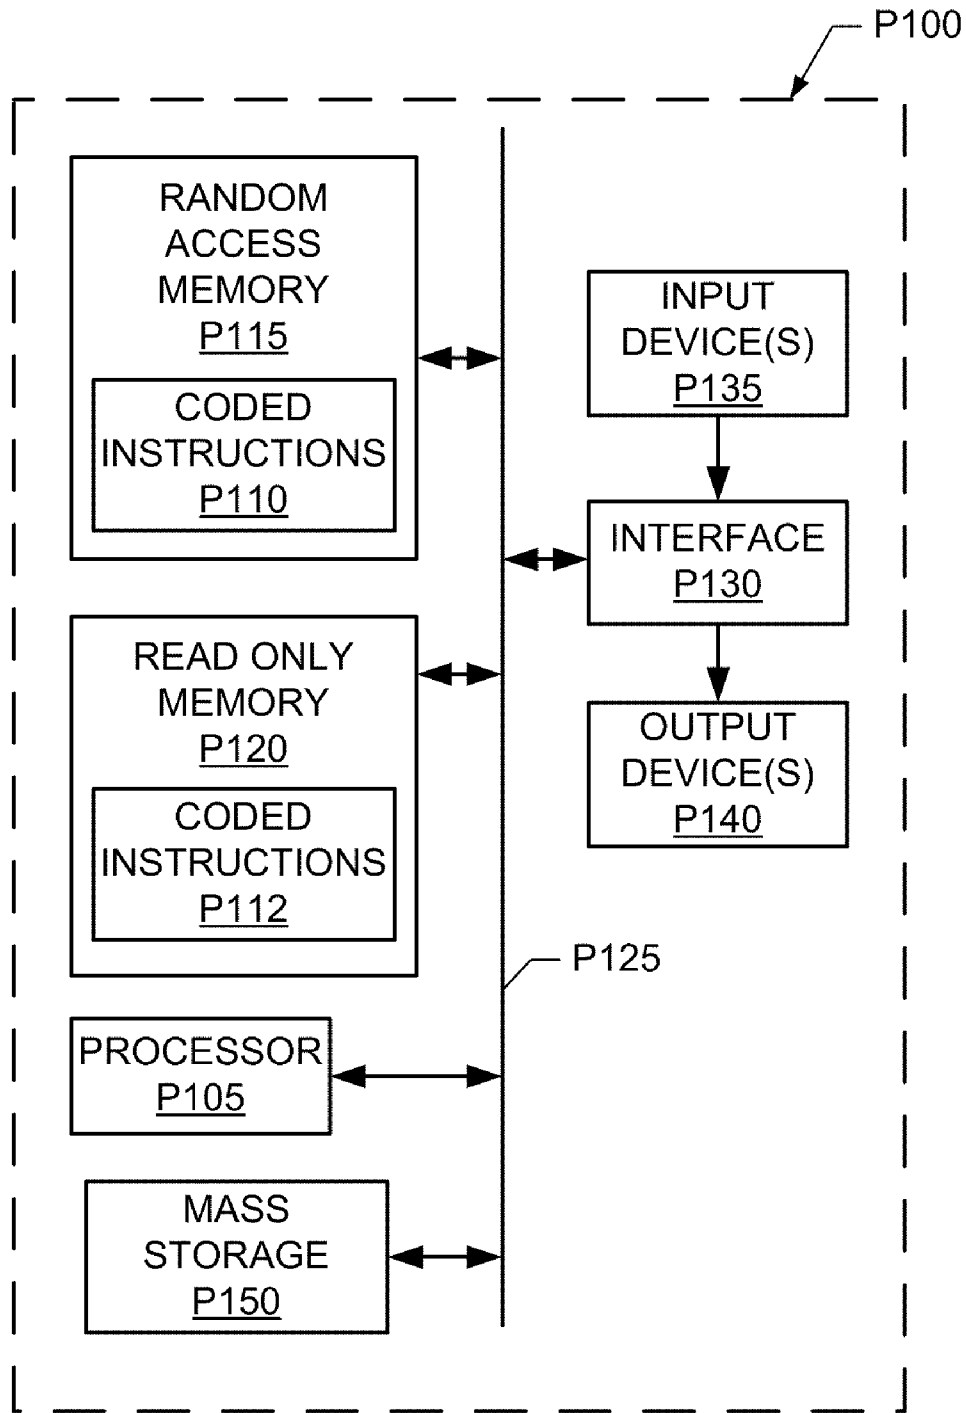 P100
RANDOM
ACCESS
MEMORY
P115
CODED
INSTRUCTIONS
P110
READ ONLY
MEMORY
P120
CODED
INSTRUCTIONS
P112
PROCESSOR
P105
MASS
STORAGE
P150
INPUT
DEVICE(S)
P135
INTERFACE
P130
OUTPUT
DEVICE(S)
P140
P125